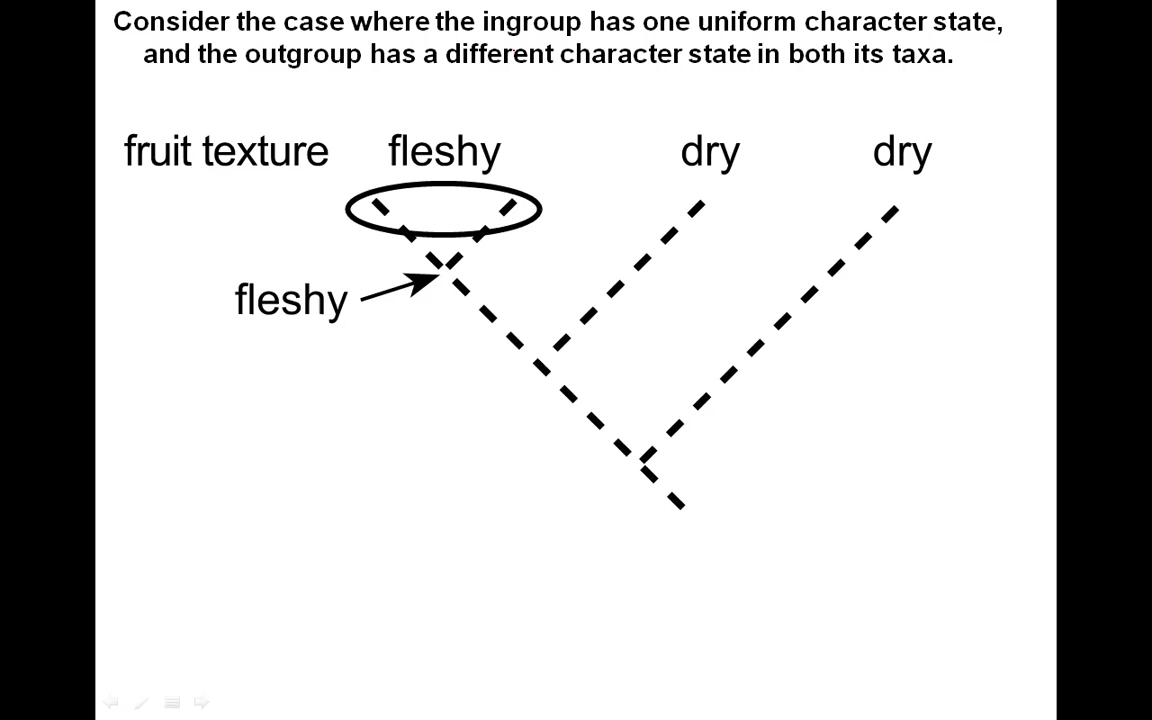 Consider the case where the ingroup has one uniform character state,
and the outgroup has a different character state in both its taxa.
fruit texture fleshy dry dry
fleshy